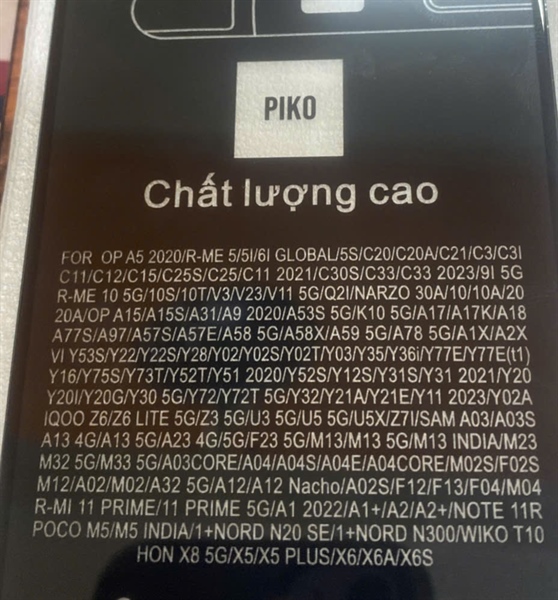 PIKO
Chất lượng cao
FOR OP A5 2020/R-ME 5/5I/6I GLOBAL/5S/C20/C20A/C21/C3/C3I
C11/C12/C15/C25S/C25/C11 2021/C30S/C33/C33 2023/9I 5G
R-ME 10 5G/10S/10T/V3/V23/V11 5G/Q2I/NARZO 30A/10/10A/20
20A/OP A15/A15S/A31/A9 2020/A53S 5G/K10 5G/A17/A17K/A18
A77S/A97/A57S/A57E/A58 5G/A58X/A59 5G/A78 5G/A1X/A2X
VI Y53S/Y22/Y22S/Y28/Y02/Y02S/Y02T/Y03/Y35/Y36i/Y77E/Y77E(t1)
Y16/Y75S/Y73T/Y52T/Y51 2020/Y52S/Y12S/Y31S/Y31 2021/Y20
Y20I/Y20G/Y30 5G/Y72/Y72T 5G/Y32/Y21A/Y21E/Y11 2023/Y02A
IQOO Z6/Z6 LITE 5G/Z3 5G/U3 5G/U5 5G/U5X/Z7I/SAM A03/A03S
A13 4G/A13 5G/A23 4G/5G/F23 5G/M13/M13 5G/M13 INDIA/M23
M32 5G/M33 5G/A03CORE/A04/A04S/A04E/A04CORE/M02S/F02S
M12/A02/M02/A32 5G/A12/A12 Nacho/A02S/F12/F13/F04/M04
R-MI 11 PRIME/11 PRIME 5G/A1 2022/A1+/A2/A2+/NOTE 11R
POCO M5/M5 INDIA/1+NORD N20 SE/1+NORD N300/WIKO T10
HON X8 5G/X5/X5 PLUS/X6/X6A/X6S